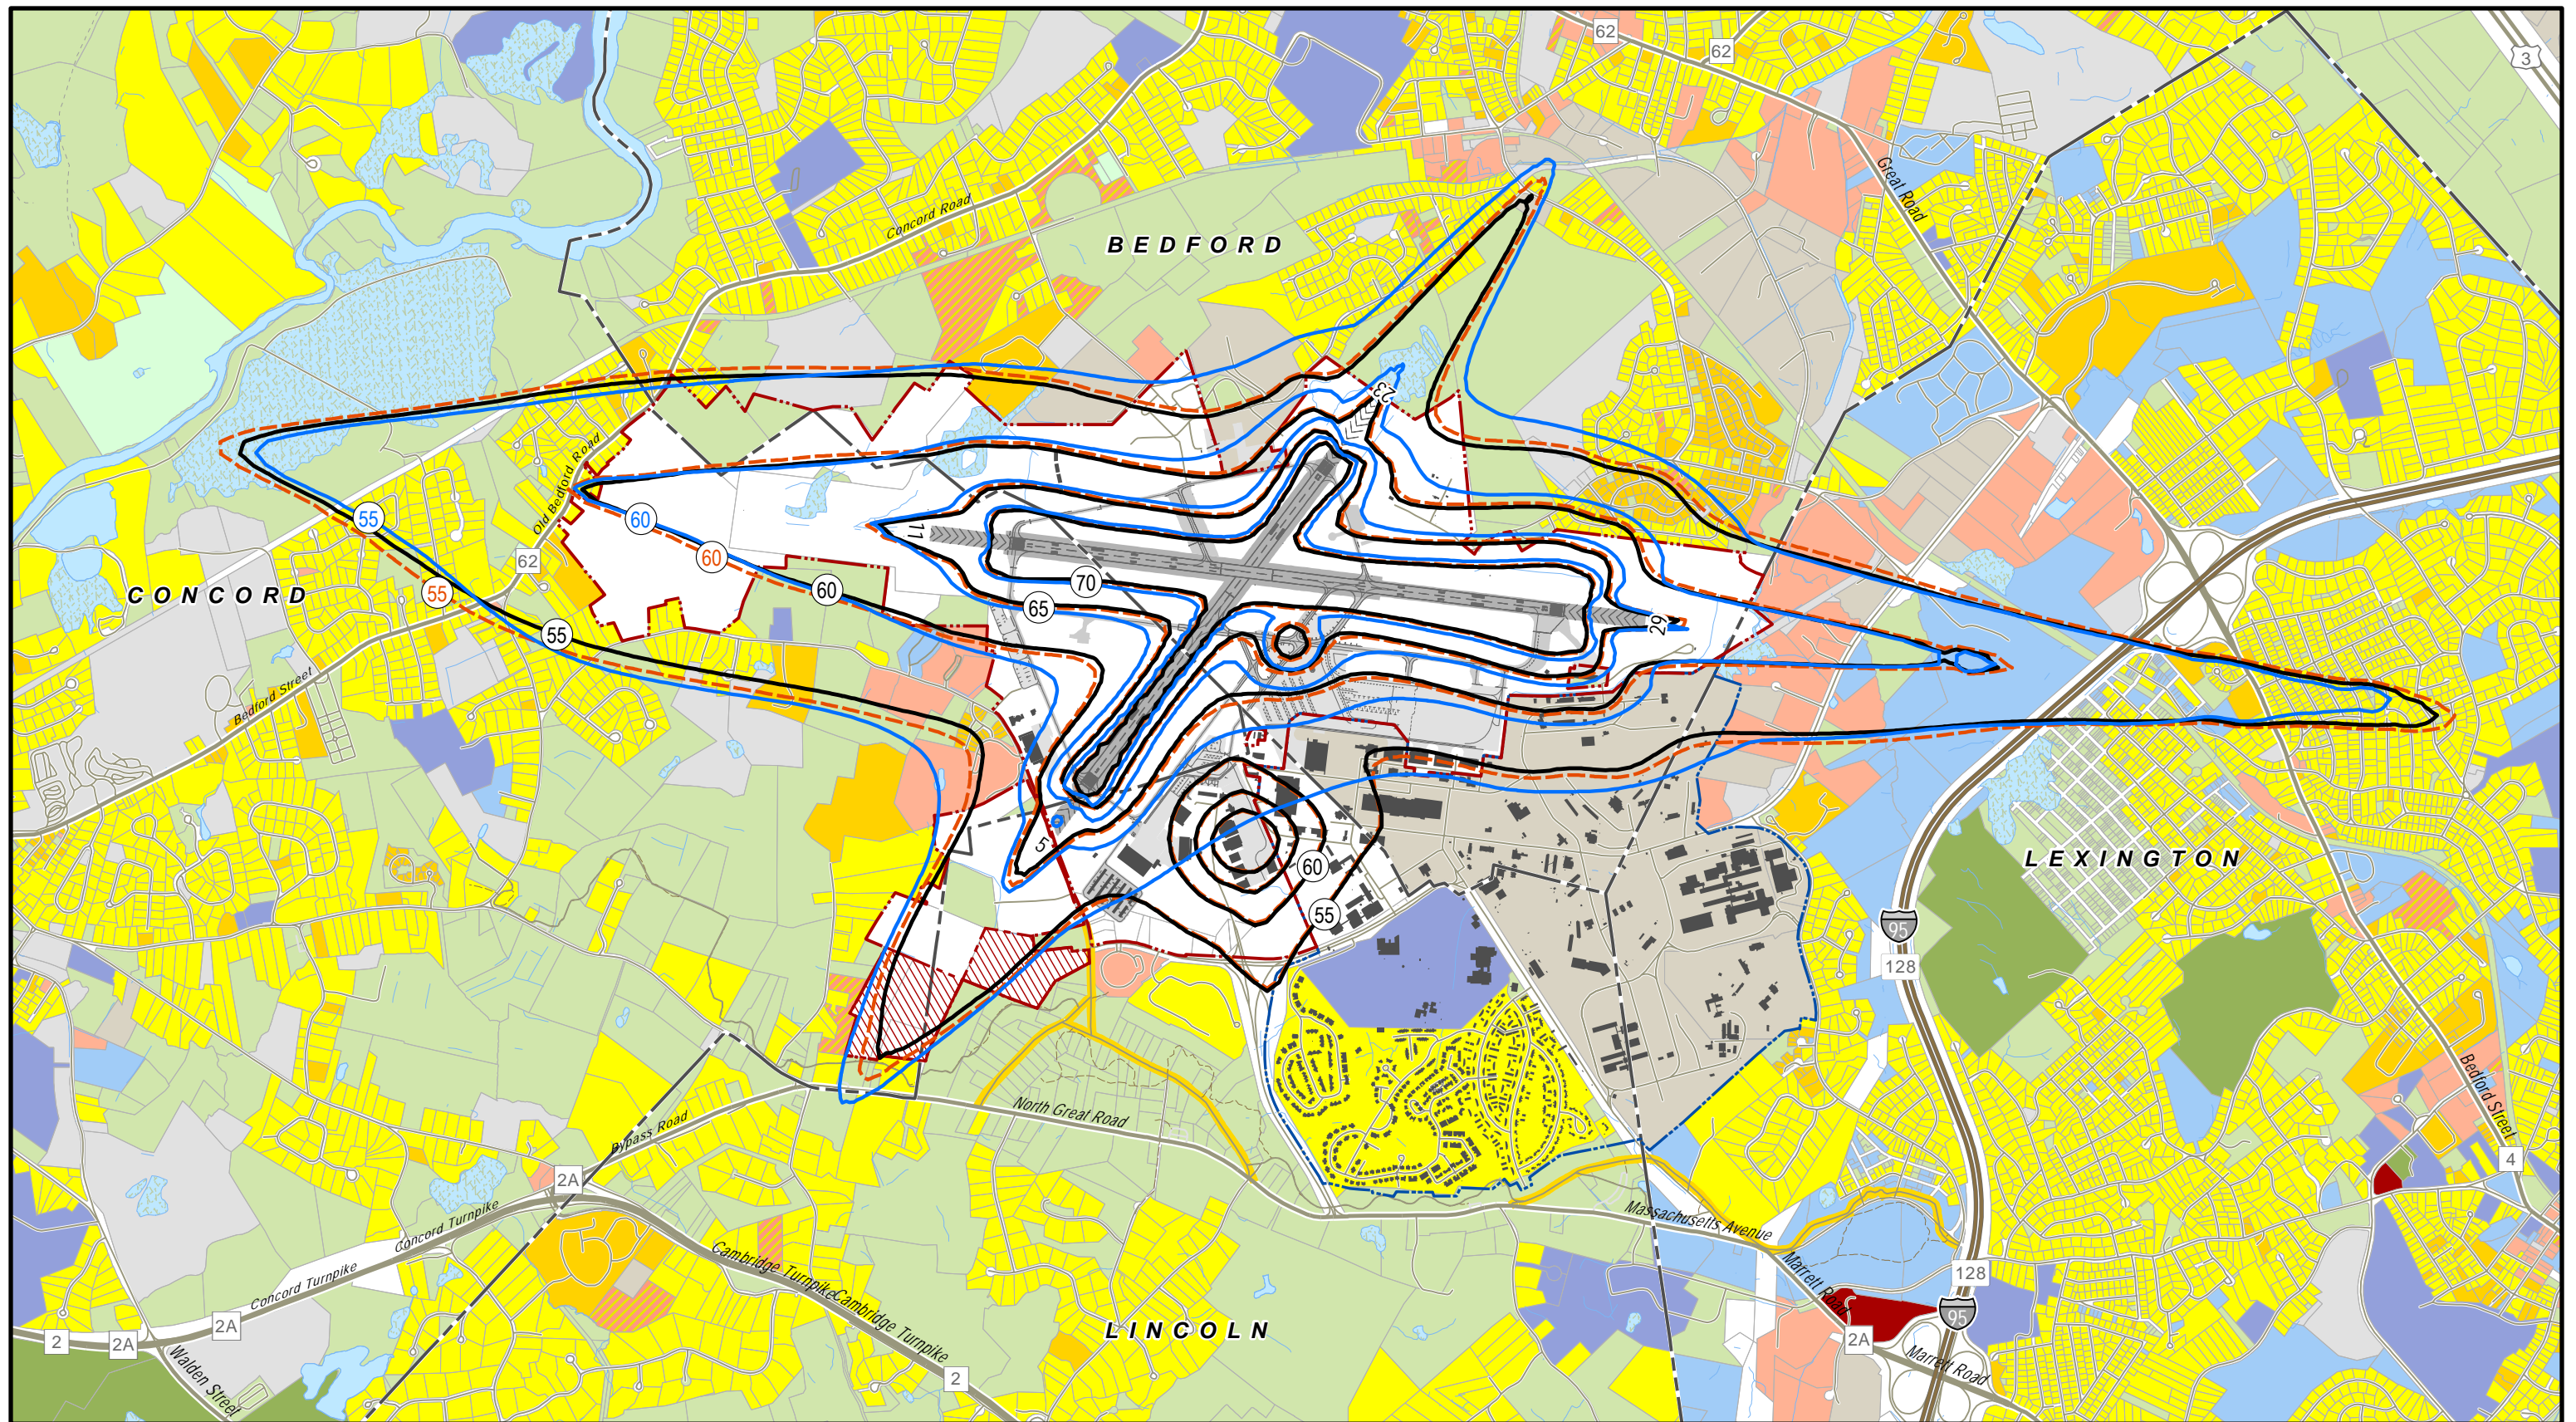 62
62
3
Great Road
Concord Road
BEDFORD
23
Old Bedford Road
55
60
11
60
62
70
55
CONCORD
60
65
29
55
Bedford Street
5
LEXINGTON
60
55
95
128
Bedford Street
North Great Road
Bypass Road
4
2A
Massachusetts Avenue
Concord Turnpike
Cambridge Turnpike
Marrett Road
128
Concord Turnpike
Cambridge Turnpike
95
2A
LINCOLN
2
2A
2A
Marrett Road
Walden Street
2